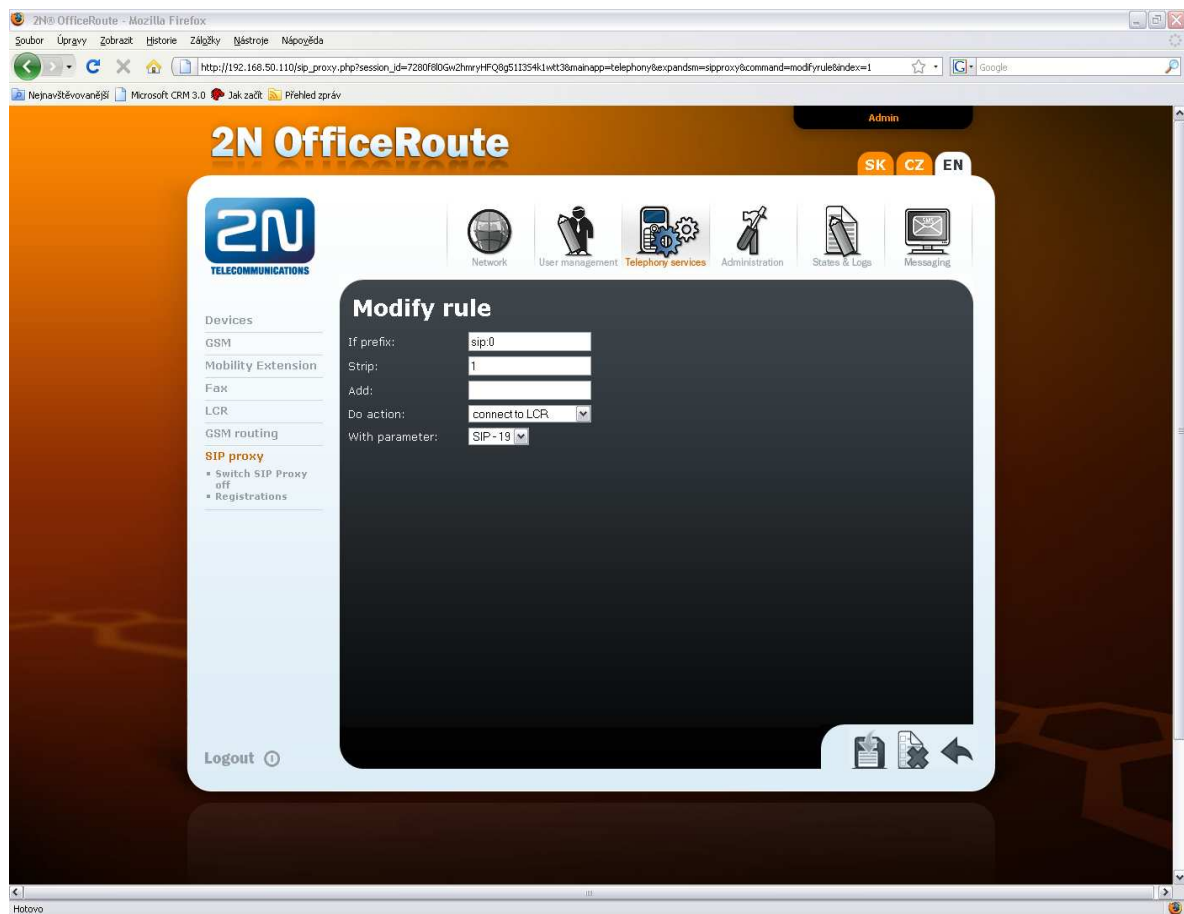 2N® OfficeRoute - Mozilla Firefox
Soubor Úpravy Zobrazit Historie Záložky Nástroje Nápověda
http://192.168.50.110/sip_proxy.php?session_id=7280f8l0Gw2hmryHFQ8g51I354k1wtt3&mainapp=telephony&expandsm=sipproxy&command=modifyrule&index=1
G Google
Nejnavštěvovanější Microsoft CRM 3.0 Jak začít Přehled zpráv
Admin
2N OfficeRoute
SK CZ EN
2N
TELECOMMUNICATIONS
Network User management Telephony services Administration States & Logs Messaging
Modify rule
Devices
GSM
Mobility Extension
Fax
LCR
GSM routing
SIP proxy
Switch SIP Proxy
off
Registrations
If prefix: sip:0
Strip: 1
Add:
Do action: connect to LCR
With parameter: SIP-19
Logout
Hotovo